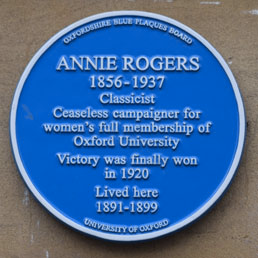 OXFORDSHIRE BLUE PLAQUES BOARD
ANNIE ROGERS
1856-1937
Classicist
Ceaseless campaigner for
women's full membership of
Oxford University
Victory was finally won
in 1920
Lived here
1891-1899
UNIVERSITY OF OXFORD